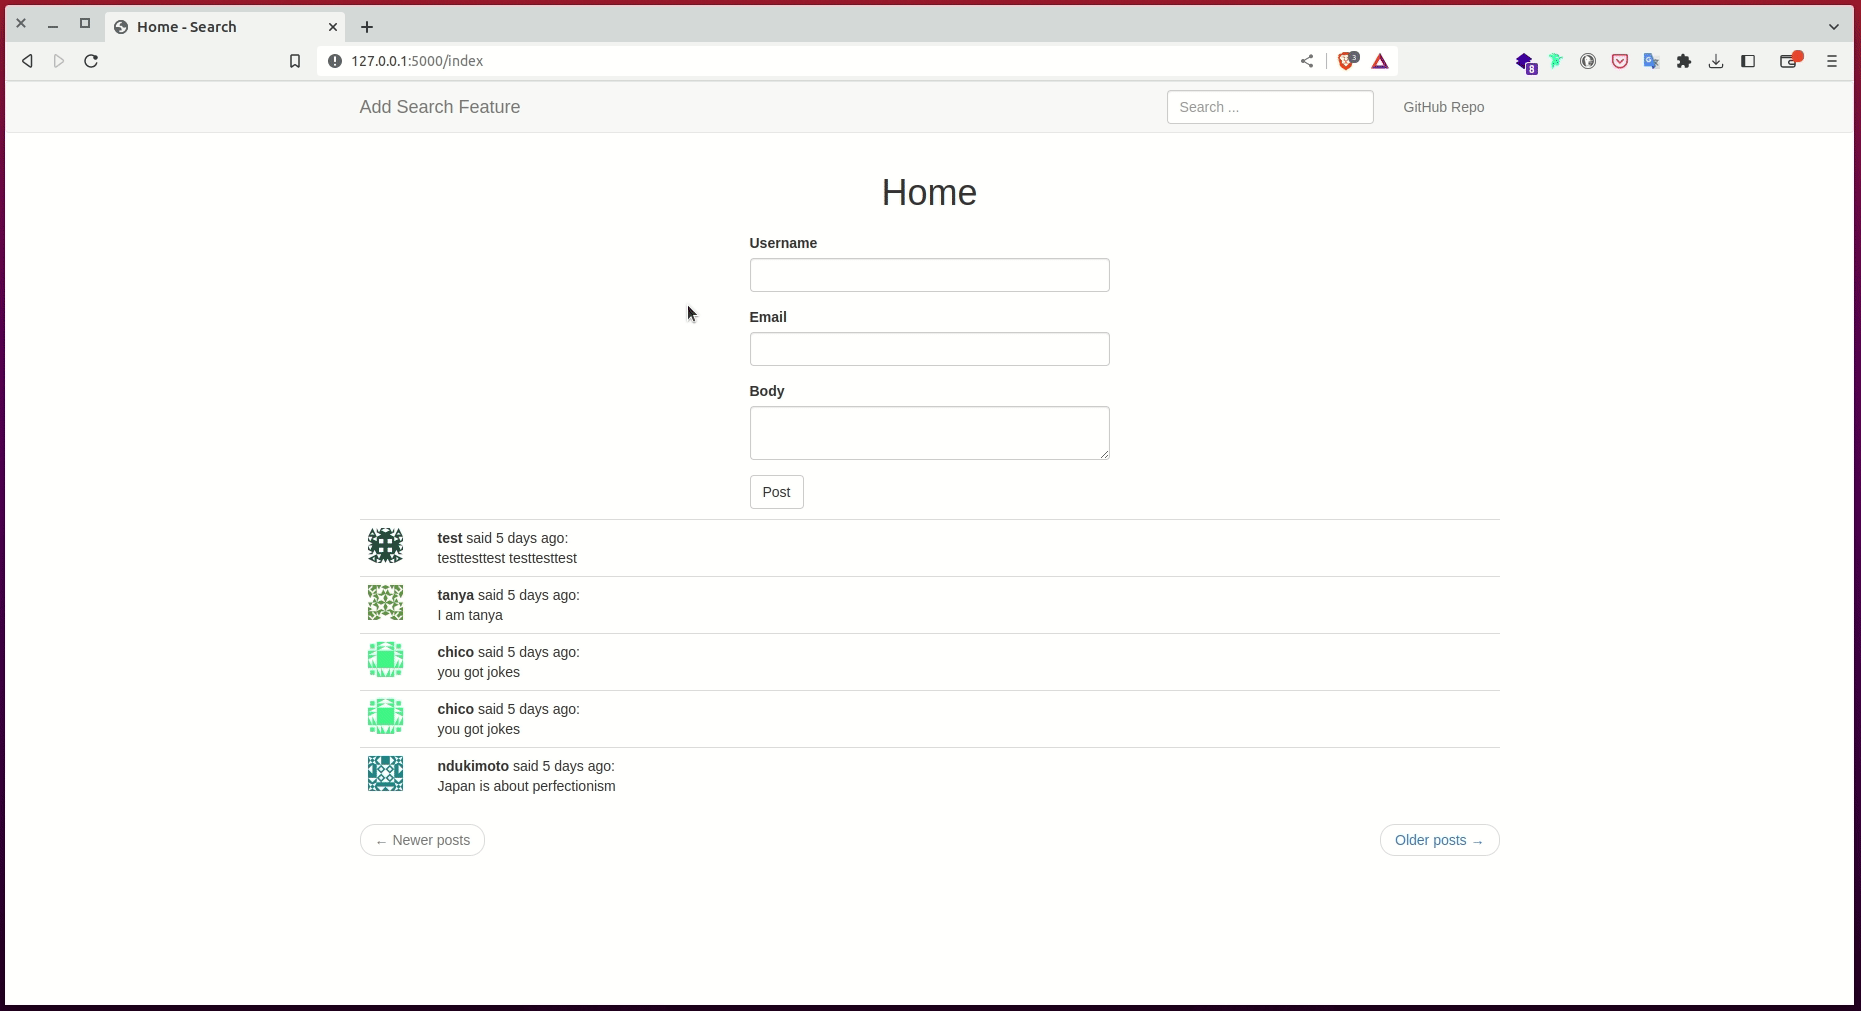 Home - Search
127.0.0.1:5000/index
3
8
Add Search Feature
Search ...
GitHub Repo
Home
Username
Email
Body
Post
test said 5 days ago:
testtesttest testtesttest
tanya said 5 days ago:
I am tanya
chico said 5 days ago:
you got jokes
chico said 5 days ago:
you got jokes
ndukimoto said 5 days ago:
Japan is about perfectionism
← Newer posts
Older posts →